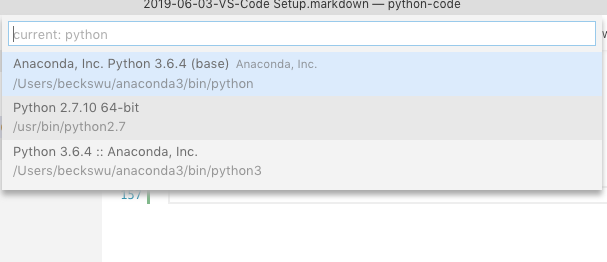 2019-06-03-VS-Code Setup.markdown — python-code
current: python
Anaconda, Inc. Python 3.6.4 (base) Anaconda, Inc.
/Users/beckswu/anaconda3/bin/python
Python 2.7.10 64-bit
/usr/bin/python2.7
Python 3.6.4 :: Anaconda, Inc.
/Users/beckswu/anaconda3/bin/python3
157